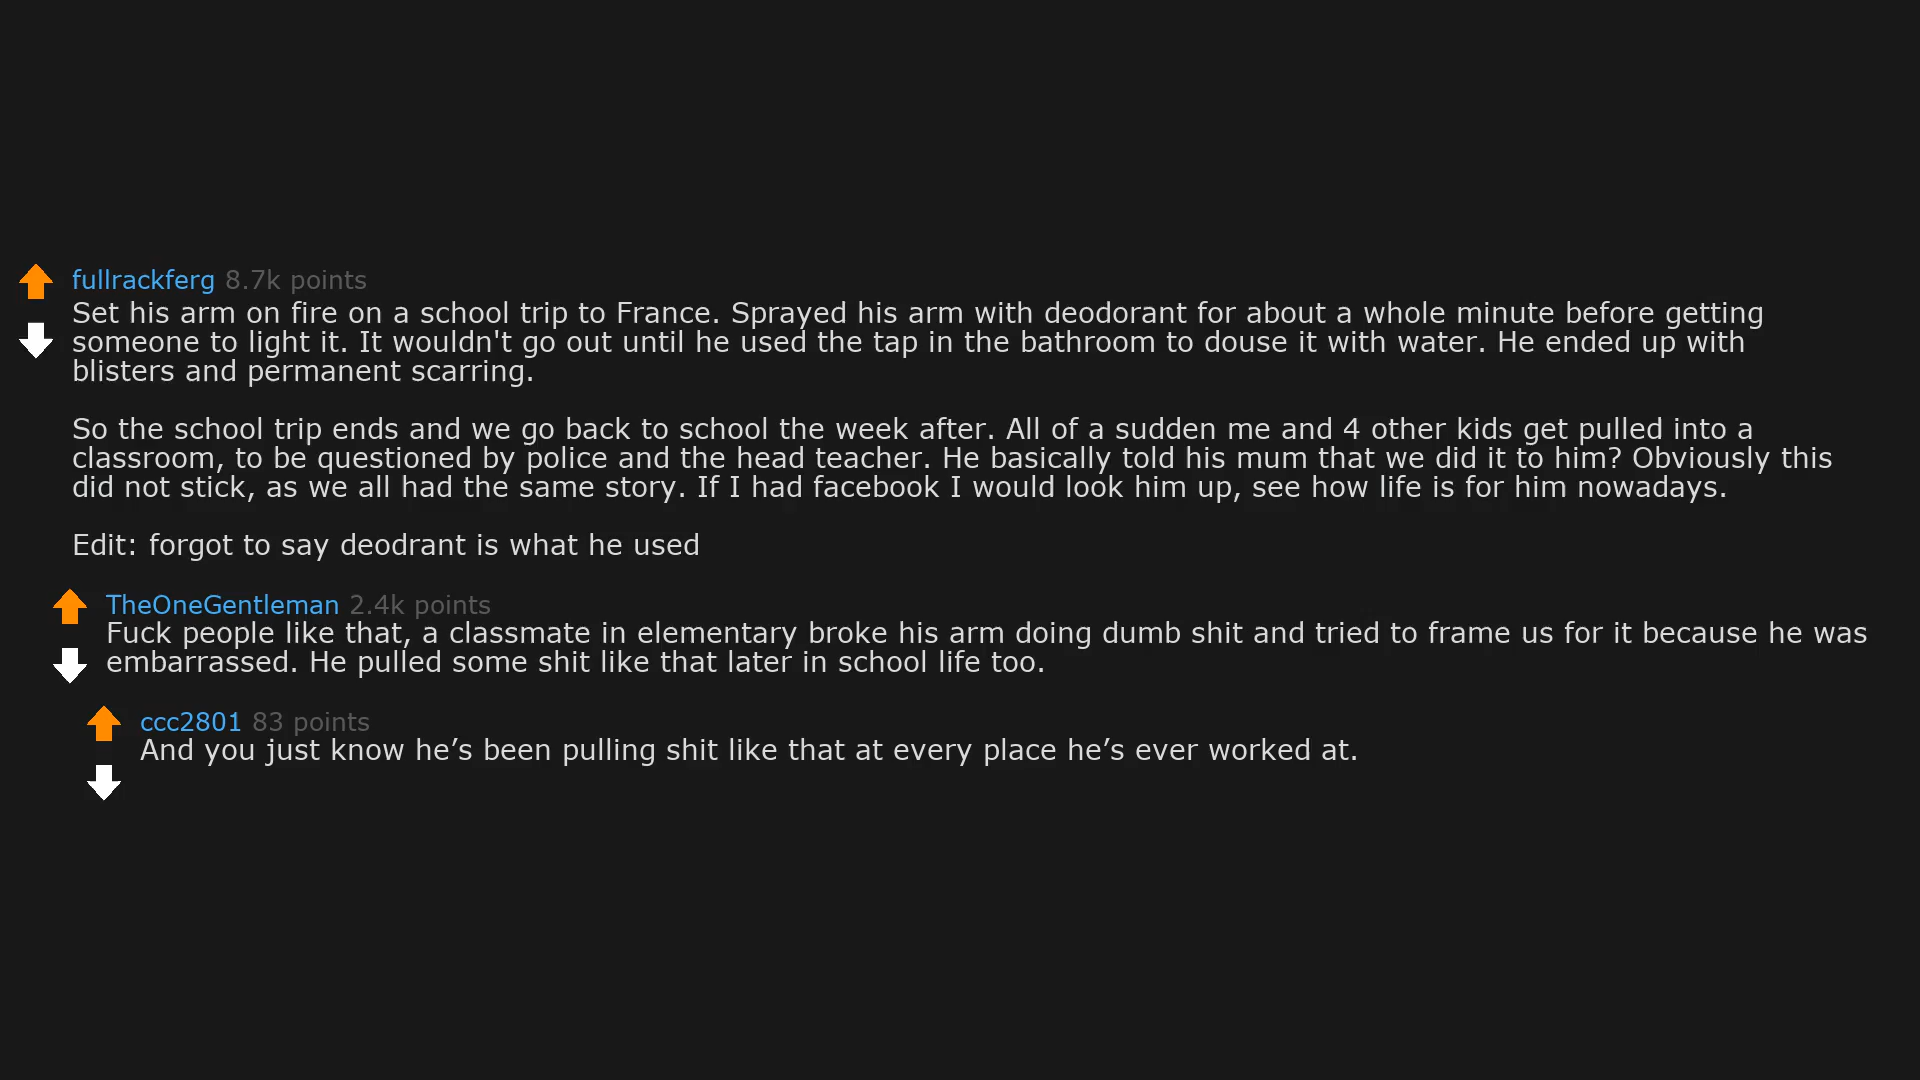 fullrackferg 8.7k points
Set his arm on fire on a school trip to France. Sprayed his arm with deodorant for about a whole minute before getting
someone to light it. It wouldn't go out until he used the tap in the bathroom to douse it with water. He ended up with
blisters and permanent scarring.
So the school trip ends and we go back to school the week after. All of a sudden me and 4 other kids get pulled into a
classroom, to be questioned by police and the head teacher. He basically told his mum that we did it to him? Obviously this
did not stick, as we all had the same story. If I had facebook I would look him up, see how life is for him nowadays.
Edit: forgot to say deodrant is what he used
TheOneGentleman 2.4k points
Fuck people like that, a classmate in elementary broke his arm doing dumb shit and tried to frame us for it because he was
embarrassed. He pulled some shit like that later in school life too.
ccc2801 83 points
And you just know he’s been pulling shit like that at every place he’s ever worked at.